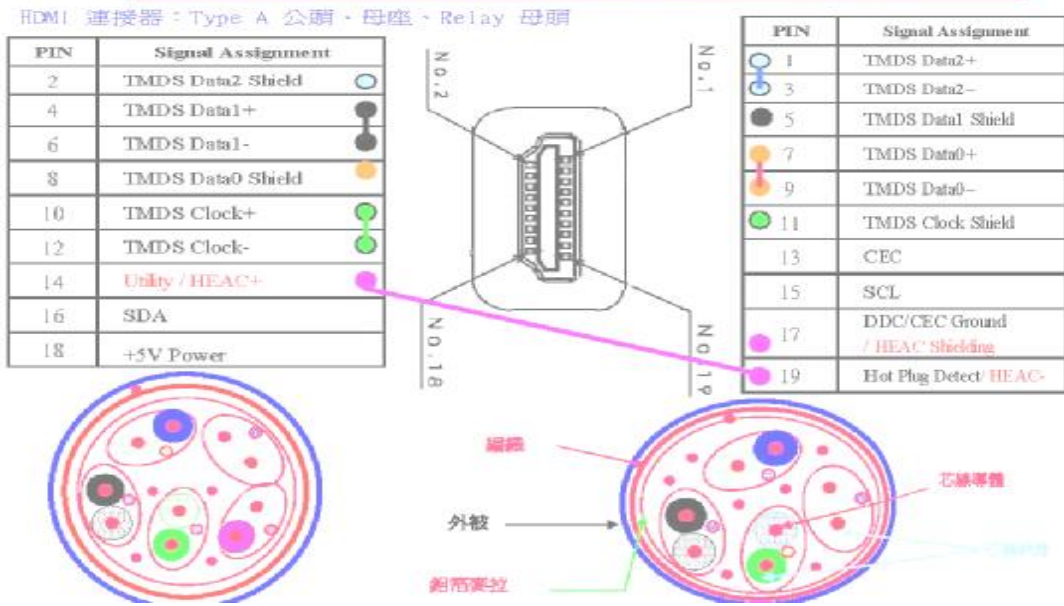 HDMI 連接器：Type A 公頭、母座、Relay 母頭
PIN Signal Assignment
2 TMDS Data2 Shield
4 TMDS Data1+
6 TMDS Data1-
8 TMDS Data0 Shield
10 TMDS Clock+
12 TMDS Clock-
14 Utility / HEAC+
16 SDA
18 +5V Power
No.2
No.1
No.18
No.19
PIN Signal Assignment
1 TMDS Data2+
3 TMDS Data2-
5 TMDS Data1 Shield
7 TMDS Data0+
9 TMDS Data0-
11 TMDS Clock Shield
13 CEC
15 SCL
17 DDC/CEC Ground
/ HEAC Shielding
19 Hot Plug Detect/ HEAC-
編織
芯線導體
外被
鋁箔麥拉